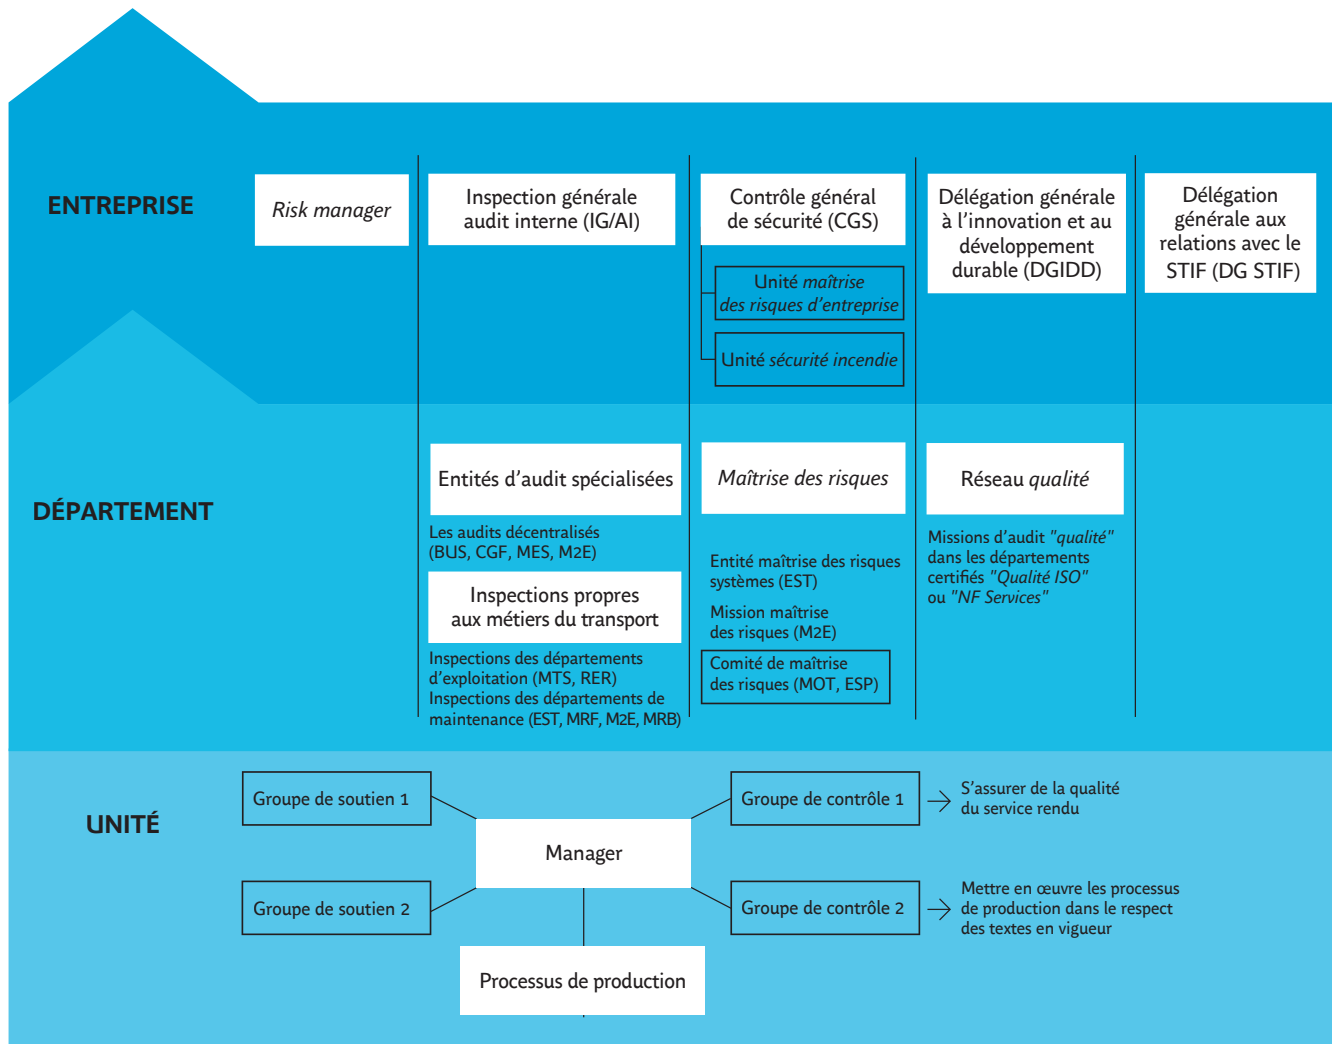 ENTREPRISE
Risk manager
Inspection générale
audit interne (IG/AI)
Contrôle général
de sécurité (CGS)
Unité maîtrise
des risques d'entreprise
Unité sécurité incendie
Délégation générale
à l'innovation et au
développement
durable (DGIDD)
Délégation
générale aux
relations avec le
STIF (DG STIF)
DÉPARTEMENT
Entités d'audit spécialisées
Les audits décentralisés
(BUS, CGF, MES, M2E)
Inspections propres
aux métiers du transport
Inspections des départements
d'exploitation (MTS, RER)
Inspections des départements de
maintenance (EST, MRF, M2E, MRB)
Maîtrise des risques
Entité maîtrise des risques
systèmes (EST)
Mission maîtrise
des risques (M2E)
Comité de maîtrise
des risques (MOT, ESP)
Réseau qualité
Missions d'audit "qualité"
dans les départements
certifiés "Qualité ISO"
ou "NF Services"
UNITÉ
Groupe de soutien 1
Groupe de soutien 2
Manager
Processus de production
Groupe de contrôle 1
S'assurer de la qualité
du service rendu
Groupe de contrôle 2
Mettre en œuvre les processus
de production dans le respect
des textes en vigueur